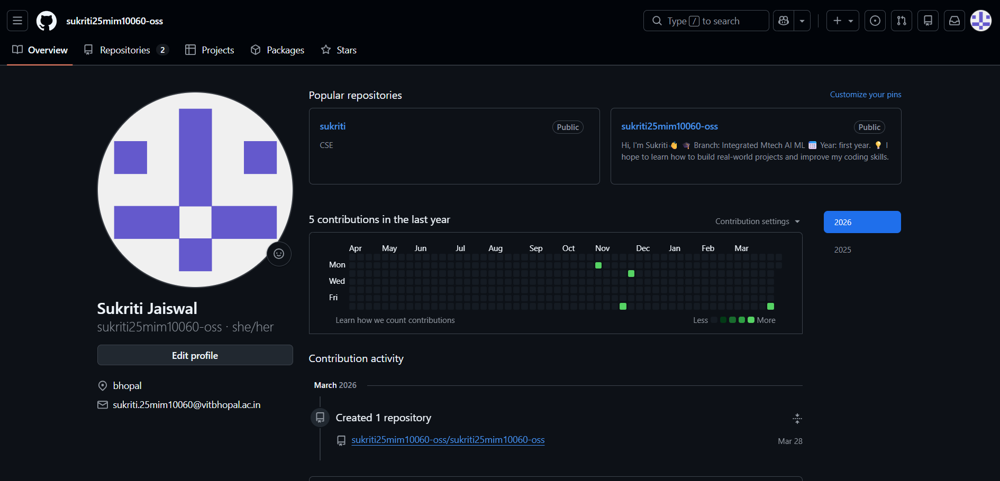 sukriti25mim10060-oss
Type / to search
Overview
Repositories 2
Projects
Packages
Stars
Popular repositories
Customize your pins
sukriti
Public
CSE
sukriti25mim10060-oss
Public
Hi, I'm Sukriti👋 🎓 Branch: Integrated Mtech AI ML 🗓️ Year: first year. 💡 I
hope to learn how to build real-world projects and improve my coding skills.
5 contributions in the last year
Contribution settings
2026
2025
Apr May Jun Jul Aug Sep Oct Nov Dec Jan Feb Mar
Mon
Wed
Fri
Learn how we count contributions
Less More
Sukriti Jaiswal
sukriti25mim10060-oss · she/her
Edit profile
bhopal
sukriti.25mim10060@vitbhopal.ac.in
Contribution activity
March 2026
Created 1 repository
sukriti25mim10060-oss/sukriti25mim10060-oss
Mar 28